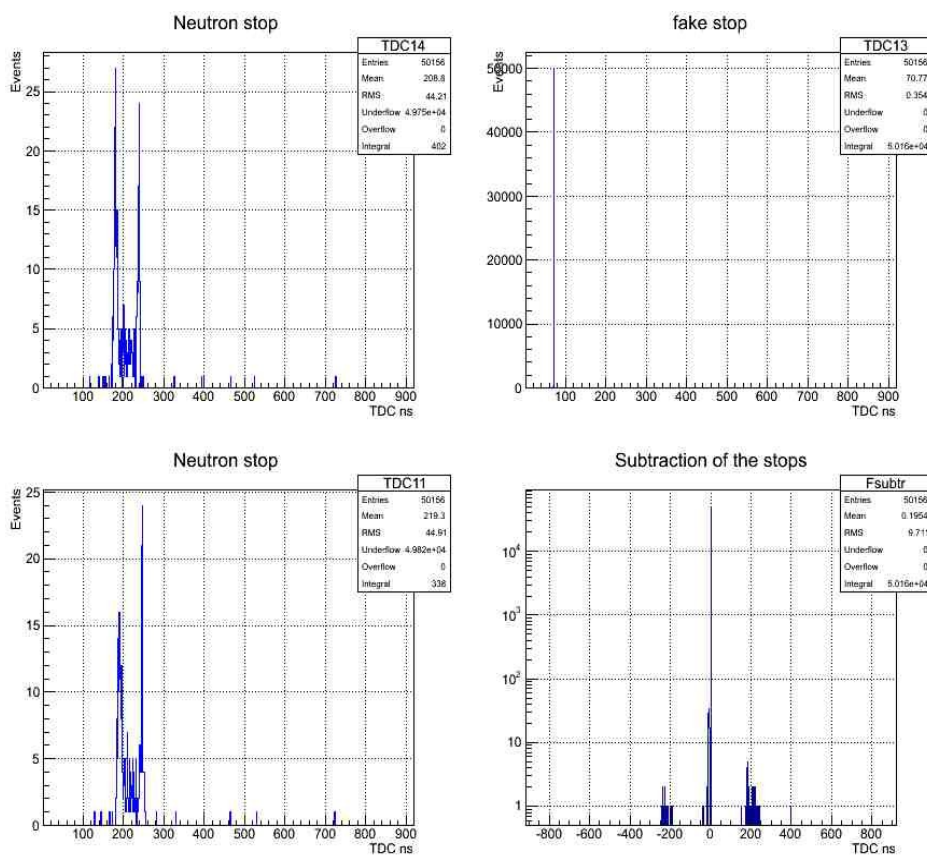 Neutron stop
Events
TDC14
Entries 50156
Mean 208.8
RMS 44.21
Underflow 4.975e+04
Overflow 0
Integral 402
25
20
15
10
5
0
100 200 300 400 500 600 700 800 900
TDC ns
fake stop
Events
TDC13
Entries 50156
Mean 70.77
RMS 0.354
Underflow 0
Overflow 0
Integral 5.016e+04
50000
40000
30000
20000
10000
0
100 200 300 400 500 600 700 800 900
TDC ns
Neutron stop
Events
TDC11
Entries 50156
Mean 219.3
RMS 44.91
Underflow 4.982e+04
Overflow 0
Integral 338
25
20
15
10
5
0
100 200 300 400 500 600 700 800 900
TDC ns
Subtraction of the stops
Fsubtr
Entries 50156
Mean 0.1954
RMS 9.711
Underflow 0
Overflow 0
Integral 5.016e+04
10^4
10^3
10^2
10
1
-800 -600 -400 -200 0 200 400 600 800
TDC ns